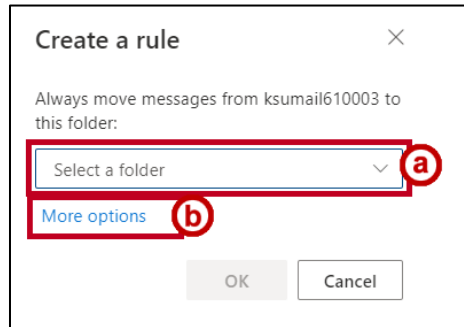 Create a rule
Always move messages from ksumail610003 to
this folder:
Select a folder
a
More options
b
OK
Cancel